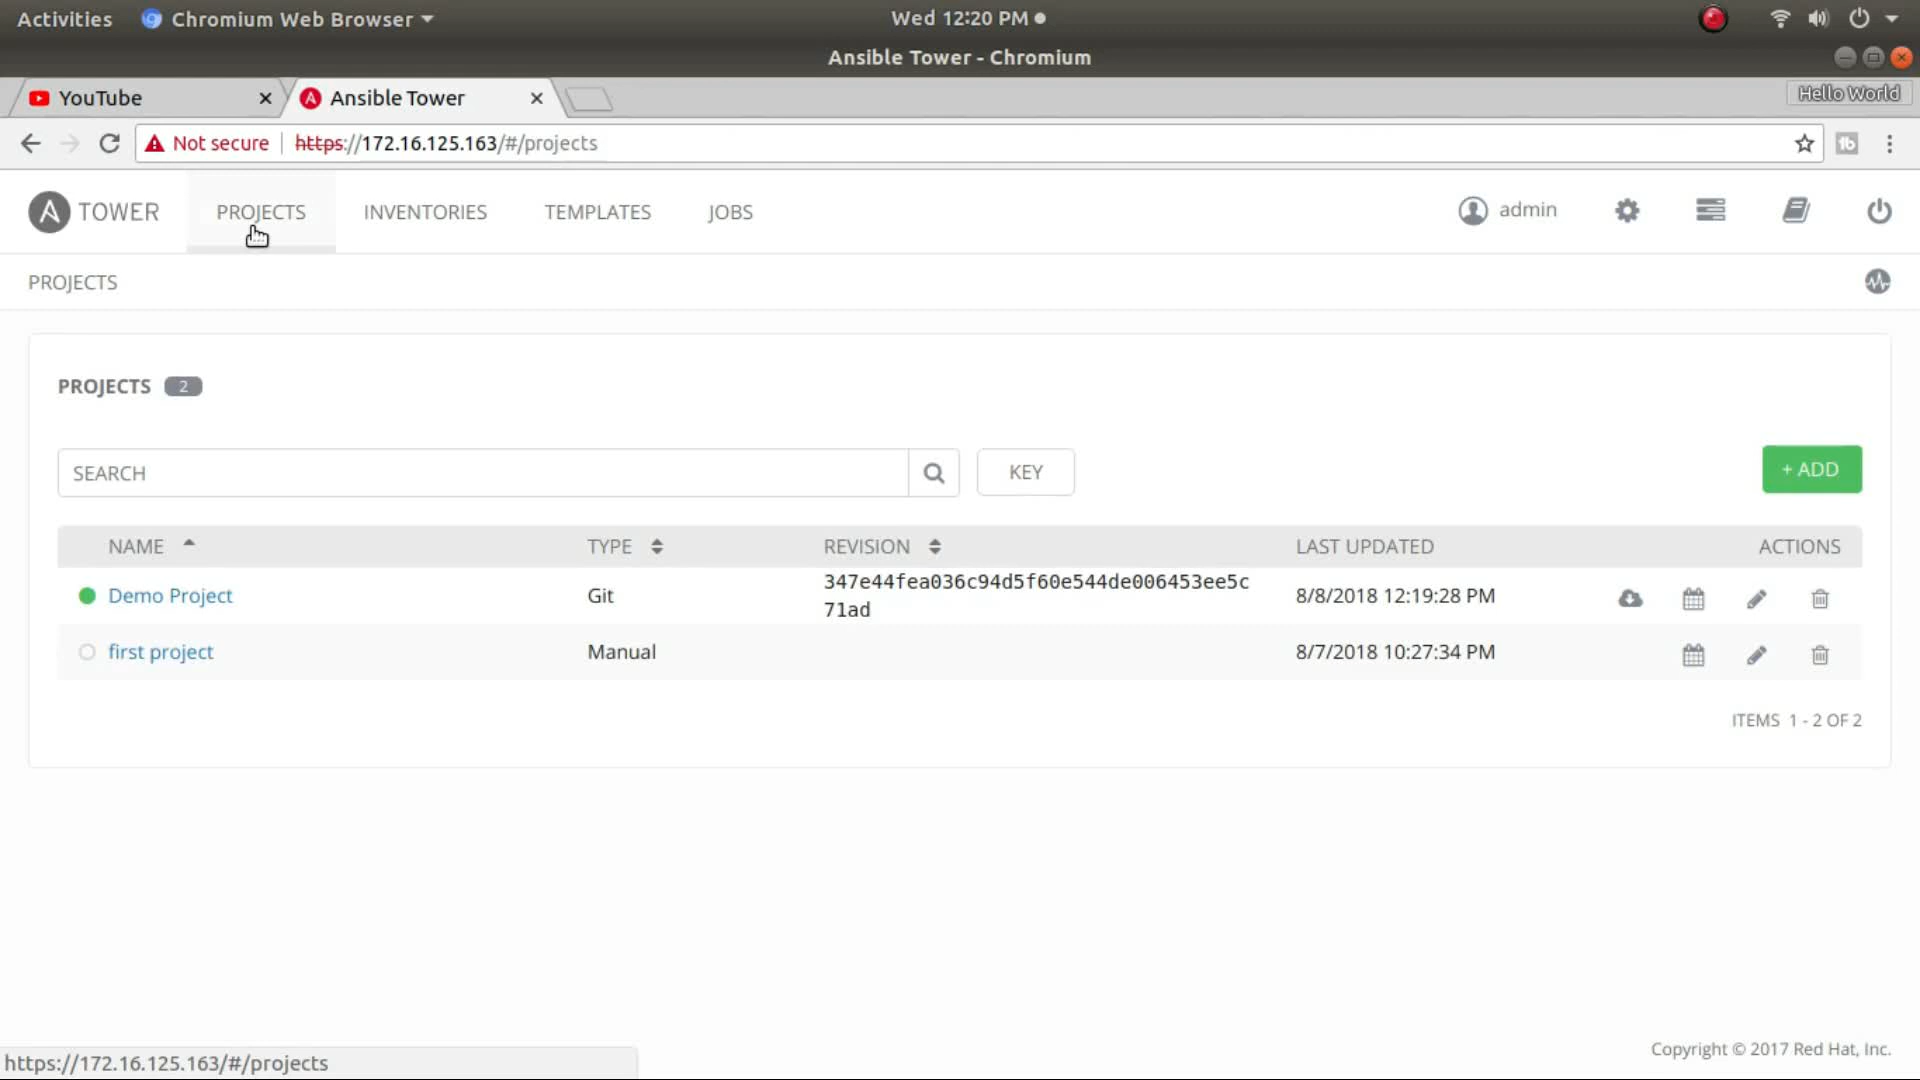 Activities Chromium Web Browser Wed 12:20 PM
Ansible Tower - Chromium
YouTube Ansible Tower Hello World
Not secure https://172.16.125.163/#/projects
A TOWER PROJECTS INVENTORIES TEMPLATES JOBS admin
PROJECTS
PROJECTS 2
SEARCH KEY + ADD
NAME TYPE REVISION LAST UPDATED ACTIONS
Demo Project Git 347e44fea036c94d5f60e544de006453ee5c 8/8/2018 12:19:28 PM
71ad
first project Manual 8/7/2018 10:27:34 PM
ITEMS 1 - 2 OF 2
Copyright © 2017 Red Hat, Inc.
https://172.16.125.163/#/projects